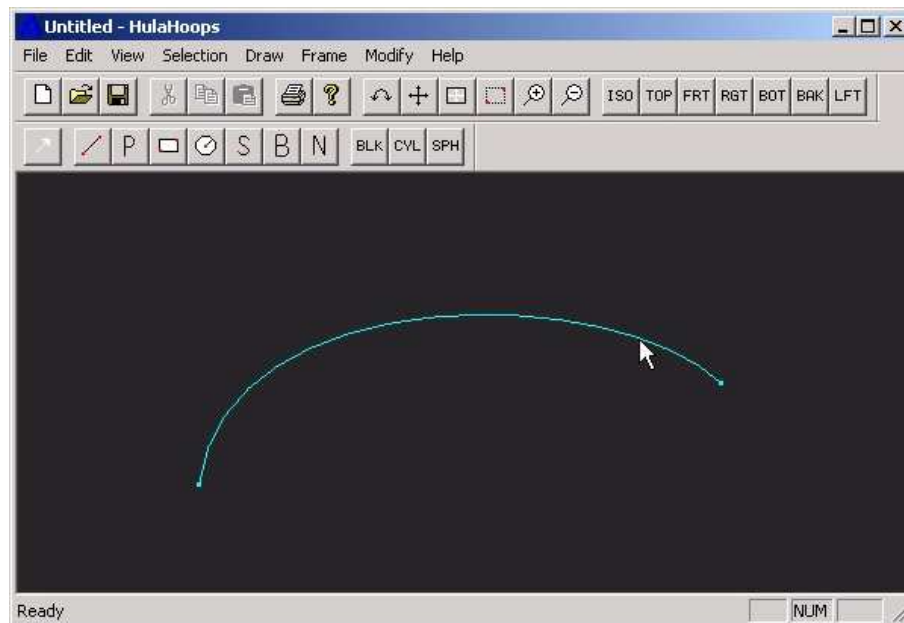 Untitled - HulaHoops
File Edit View Selection Draw Frame Modify Help
ISO TOP FRT RGT BOT BAK LFT
P S B N BLK CYL SPH
Ready NUM